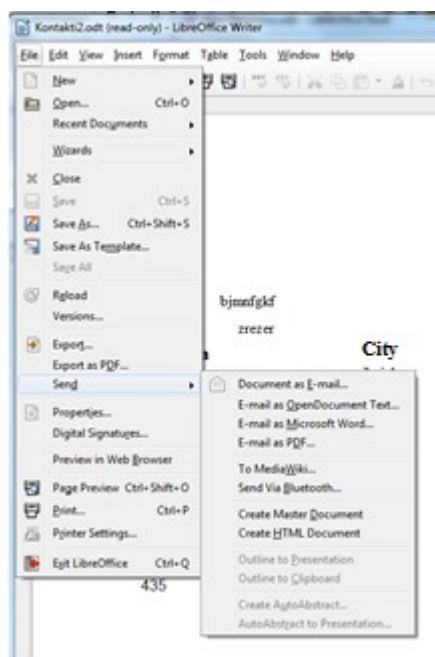 Kontakti2.odt (read-only) - LibreOffice Writer
File Edit View Insert Format Table Tools Window Help
New
Open... Ctrl+O
Recent Documents
Wizards
Close
Save Ctrl+S
Save As... Ctrl+Shift+S
Save As Template...
Save All
Reload
Versions...
bjmnfgkf
zrezer
Export...
City
Export as PDF...
Send
Document as E-mail...
E-mail as OpenDocument Text...
E-mail as Microsoft Word...
E-mail as PDF...
To MediaWiki...
Send Via Bluetooth...
Create Master Document
Create HTML Document
Outline to Presentation
Outline to Clipboard
Create AutoAbstract...
AutoAbstract to Presentation...
Properties...
Digital Signatures...
Preview in Web Browser
Page Preview Ctrl+Shift+O
Print... Ctrl+P
Printer Settings...
Exit LibreOffice Ctrl+Q
435